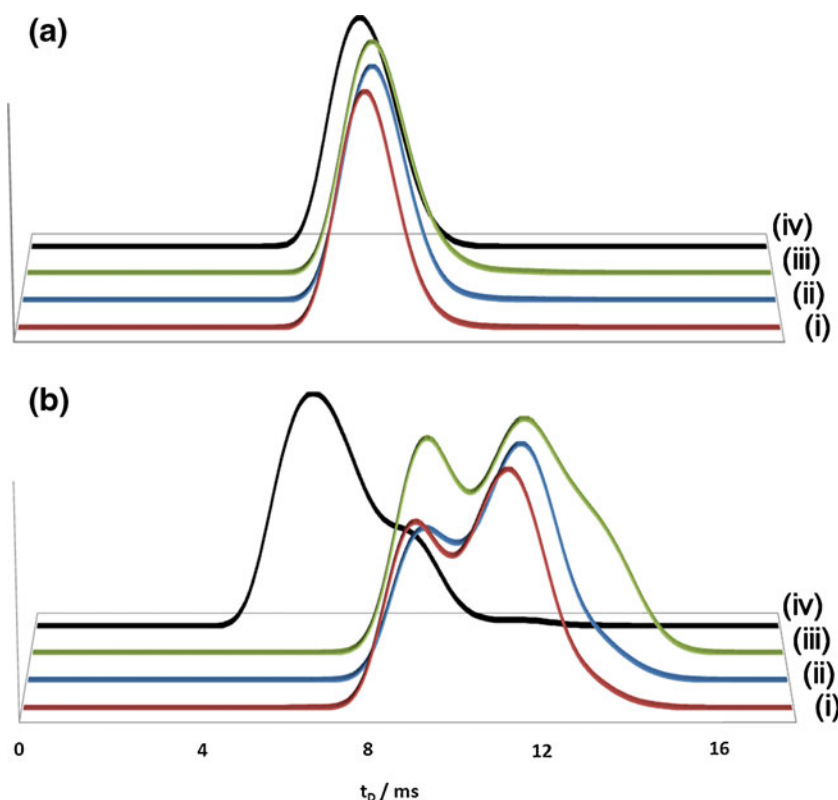 (a)
(iv)
(iii)
(ii)
(i)
(b)
(iv)
(iii)
(ii)
(i)
0 4 8 12 16
t_D / ms